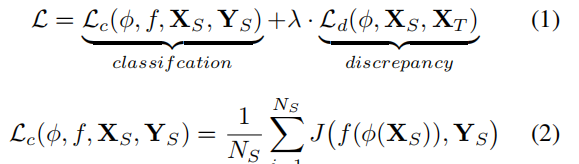 ℒ = ℒ_c(ϕ, f, X_S, Y_S) + λ · ℒ_d(ϕ, X_S, X_T) (1)
classifcation discrepancy
ℒ_c(ϕ, f, X_S, Y_S) = 1/N_S ∑^{N_S} J(f(ϕ(X_S)), Y_S) (2)